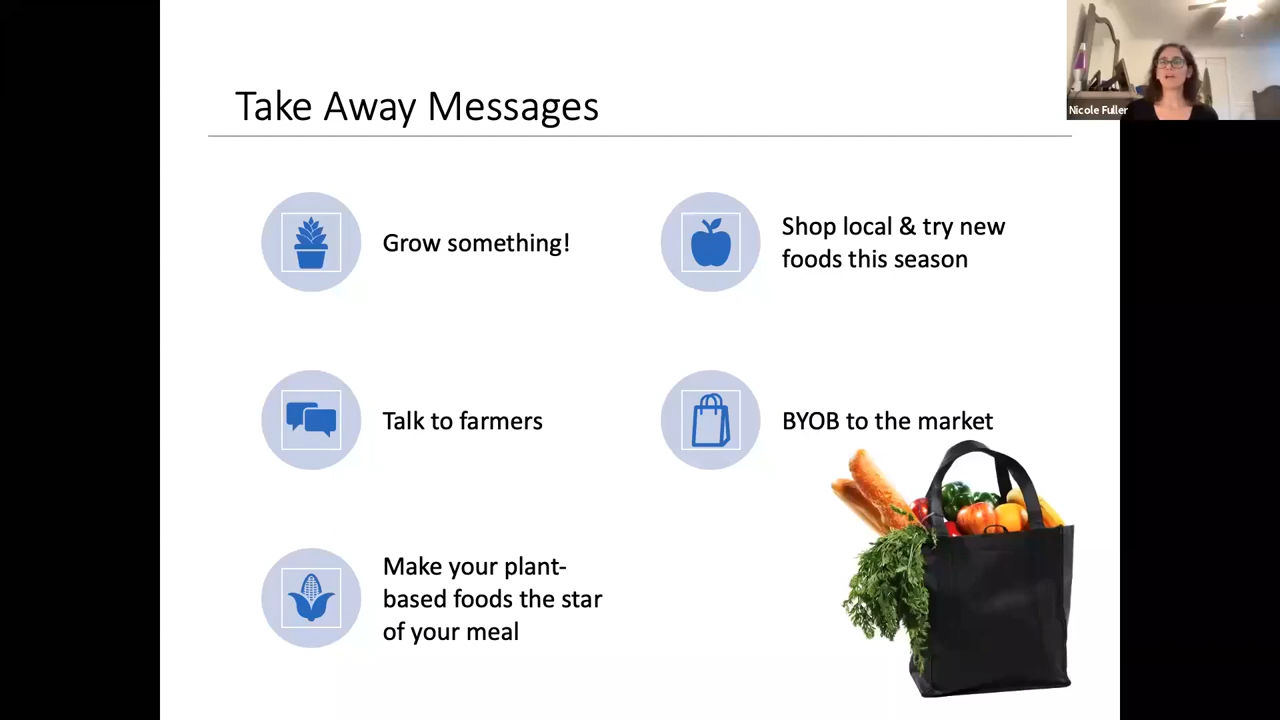 Take Away Messages
Nicole Fuller
Grow something!
Shop local & try new
foods this season
Talk to farmers
BYOB to the market
Make your plant-
based foods the star
of your meal